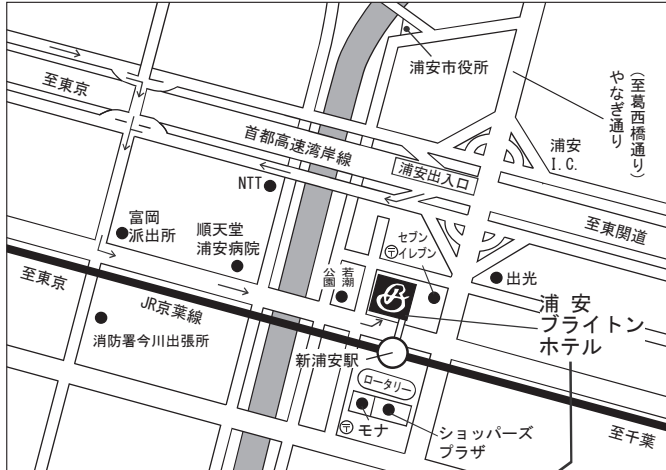 浦安市役所
至東京
（至葛西橋通り）
やなぎ通り
首都高速湾岸線
浦安出入口
浦安
I.C.
NTT
至東関道
富岡
派出所
順天堂
浦安病院
セブン
イレブン
〒
若潮
公園
B
出光
至東京
JR京葉線
浦安
ブライトン
ホテル
消防署今川出張所
新浦安駅
ロータリー
〒
モナ
ショッパーズ
プラザ
至千葉